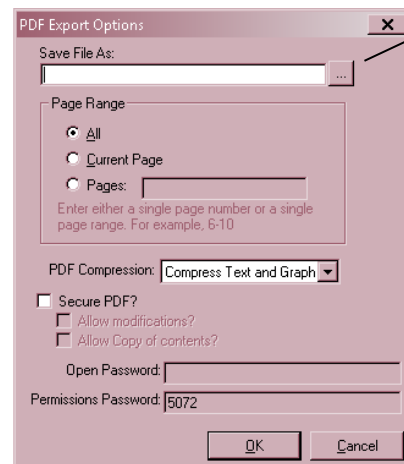 PDF Export Options
Save File As:
...
Page Range
All
Current Page
Pages:
Enter either a single page number or a single
page range. For example, 6-10
PDF Compression: Compress Text and Graph
Secure PDF?
Allow modifications?
Allow Copy of contents?
Open Password:
Permissions Password: 5072
OK Cancel